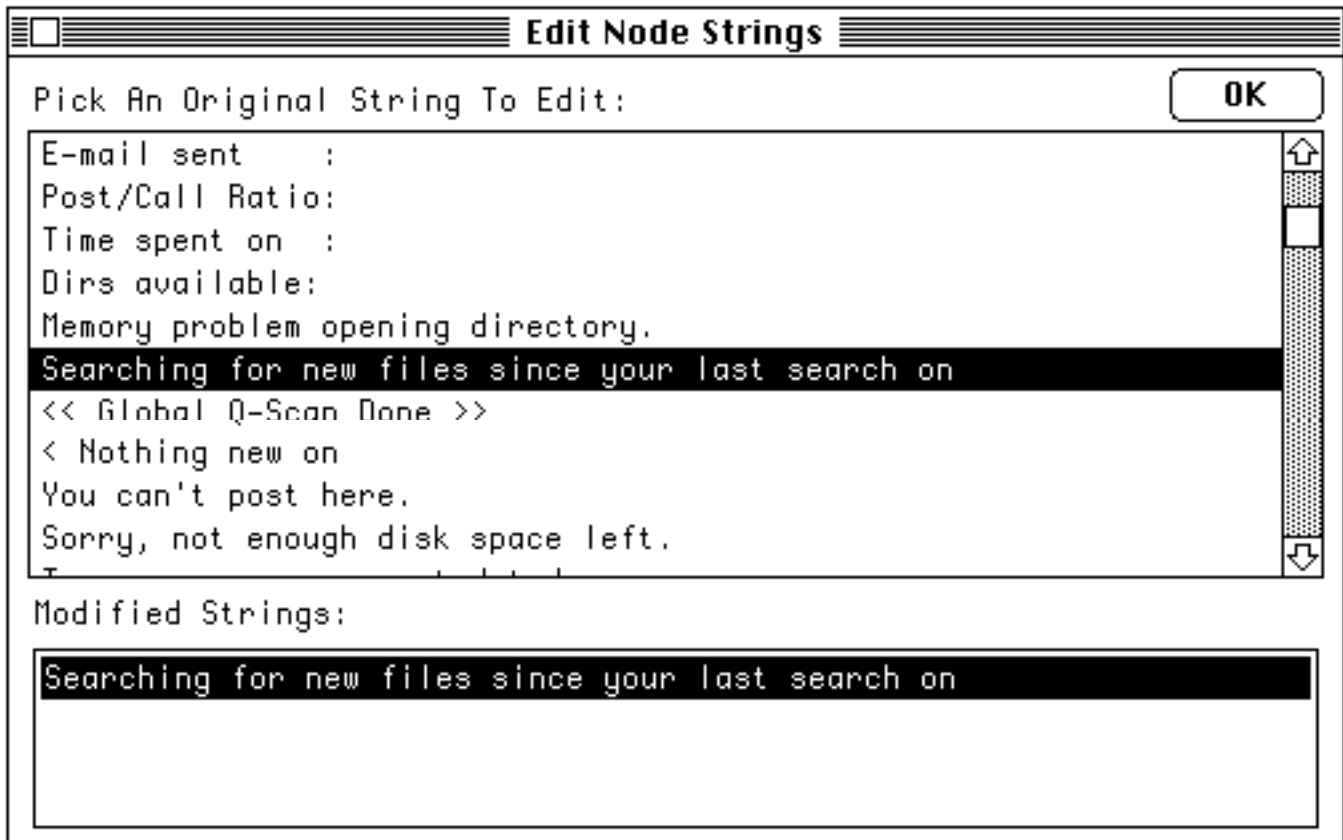 Edit Node Strings
Pick An Original String To Edit:
OK
E-mail sent    :
Post/Call Ratio:
Time spent on  :
Dirs available:
Memory problem opening directory.
Searching for new files since your last search on
<< Global Q-Scan Done >>
< Nothing new on
You can't post here.
Sorry, not enough disk space left.
Modified Strings:
Searching for new files since your last search on